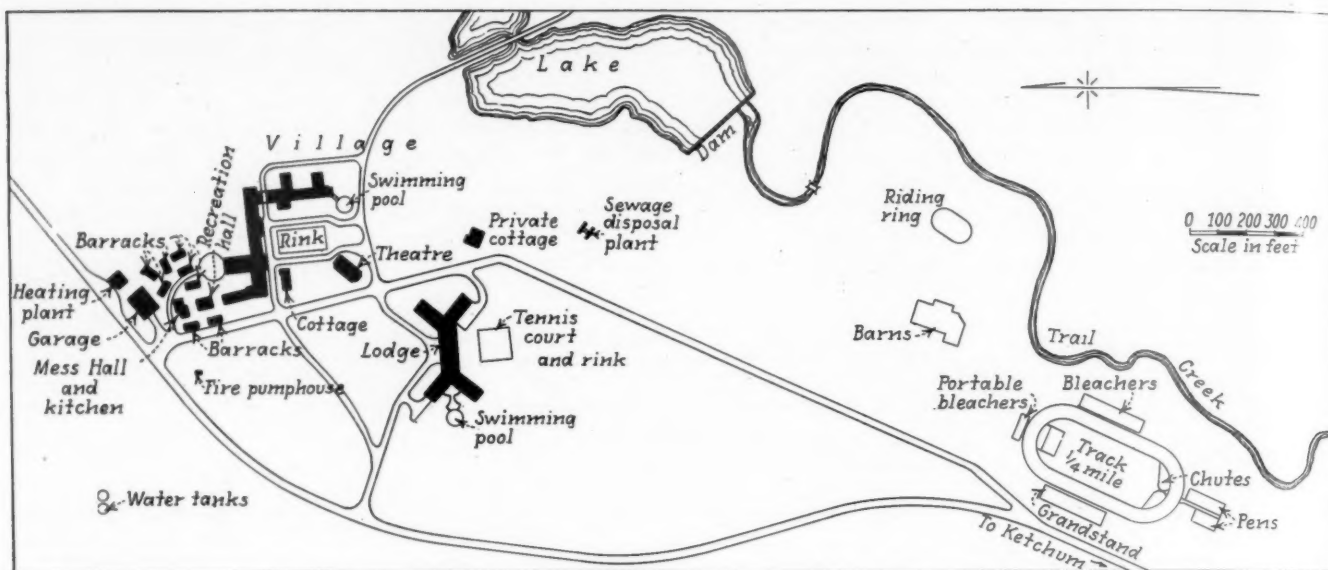 Lake
Dam
Village
Recreation
hall
Swimming
pool
Rink
Barracks
Theatre
Private
cottage
Sewage
disposal
plant
Riding
ring
0 100 200 300 400
Scale in feet
Heating
plant
Garage
Mess Hall
and
kitchen
Barracks
Cottage
Lodge
Tennis
court
and rink
Barns
Trail
Creek
Fire pumphouse
Swimming
pool
Portable
bleachers
Bleachers
Track
1/4 mile
Chutes
Pens
Grandstand
To Ketchum
Water tanks